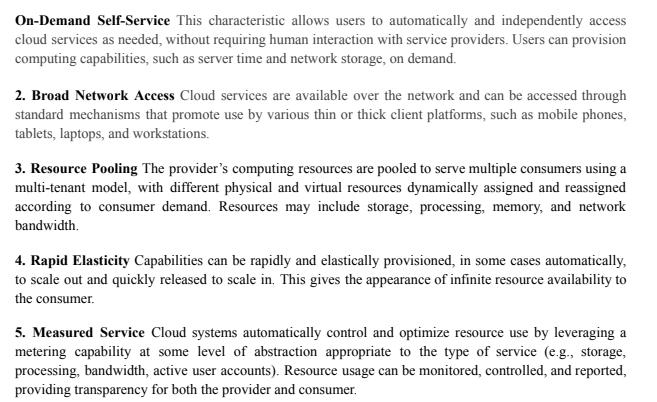 On-Demand Self-Service This characteristic allows users to automatically and independently access
cloud services as needed, without requiring human interaction with service providers. Users can provision
computing capabilities, such as server time and network storage, on demand.
2. Broad Network Access Cloud services are available over the network and can be accessed through
standard mechanisms that promote use by various thin or thick client platforms, such as mobile phones,
tablets, laptops, and workstations.
3. Resource Pooling The provider's computing resources are pooled to serve multiple consumers using a
multi-tenant model, with different physical and virtual resources dynamically assigned and reassigned
according to consumer demand. Resources may include storage, processing, memory, and network
bandwidth.
4. Rapid Elasticity Capabilities can be rapidly and elastically provisioned, in some cases automatically,
to scale out and quickly released to scale in. This gives the appearance of infinite resource availability to
the consumer.
5. Measured Service Cloud systems automatically control and optimize resource use by leveraging a
metering capability at some level of abstraction appropriate to the type of service (e.g., storage,
processing, bandwidth, active user accounts). Resource usage can be monitored, controlled, and reported,
providing transparency for both the provider and consumer.